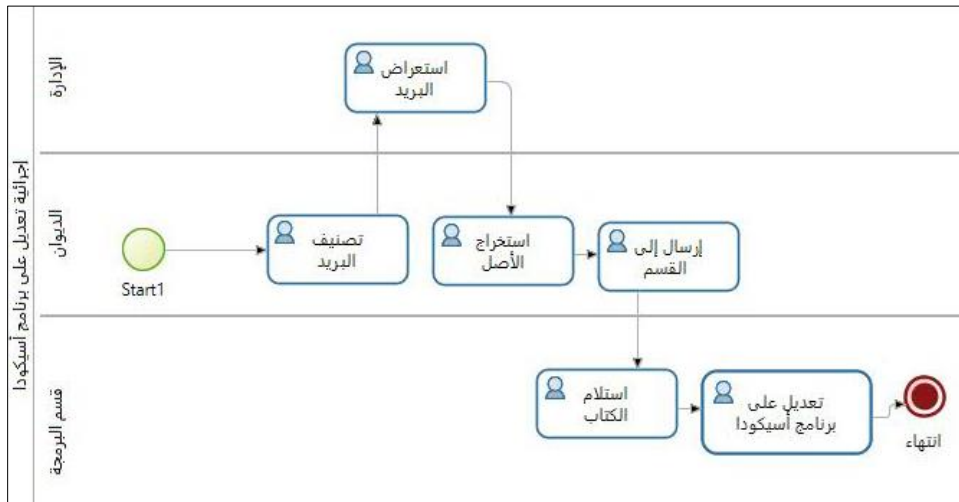 إجرائية تعديل على برنامج أسيكودا
الإدارة
استعراض
البريد
الديوان
Start1
تصنيف
البريد
استخراج
الأصل
إرسال إلى
القسم
قسم البرمجة
استلام
الكتاب
تعديل على
برنامج أسيكودا
انتهاء